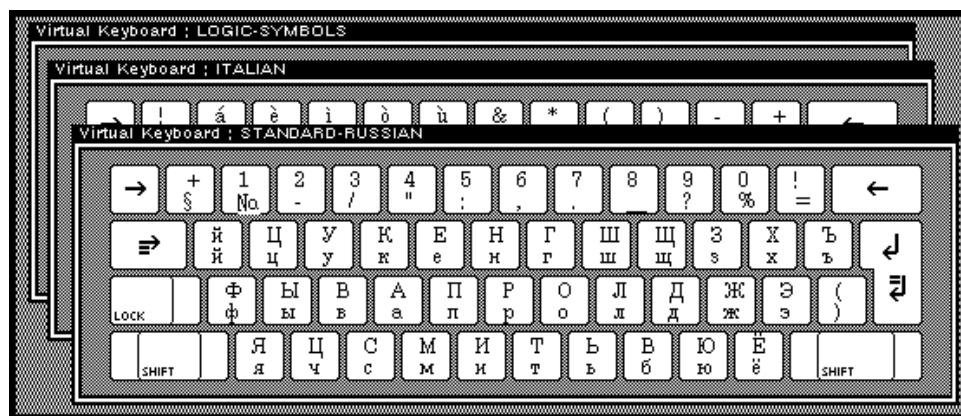 Virtual Keyboard ; LOGIC-SYMBOLS
Virtual Keyboard ; ITALIAN
á è ì ò ù & * ( ) - +
Virtual Keyboard ; STANDARD-RUSSIAN
+ 1 2 3 4 5 6 7 8 9 0 !
§ No. - / " : , . _ ? % =
й Ц У К Е Н Г Ш Щ З Х Ъ
й ц у к е н г ш щ з х ъ
Ф Ы В А П Р О Л Д Ж Э (
LOCK ф ы в а п р о л д ж э )
Я Ц С М И Т Ь В Ю Ё
SHIFT я ч с м и т ь б ю ё SHIFT